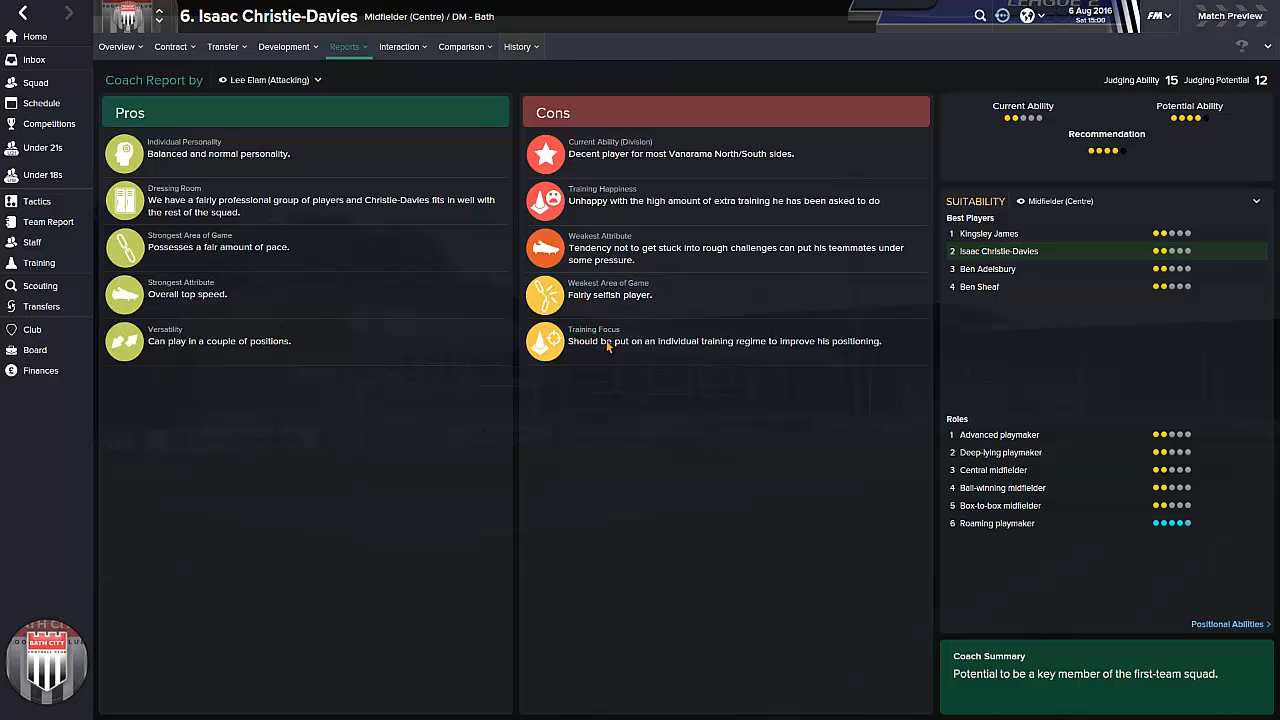 6. Isaac Christie-Davies Midfielder (Centre) / DM - Bath
6 Aug 2016
Sat 15:00
FM
Match Preview
Home
Inbox
Squad
Schedule
Competitions
Under 21s
Under 18s
Tactics
Team Report
Staff
Training
Scouting
Transfers
Club
Board
Finances
BATH CITY
Overview Contract Transfer Development Reports Interaction Comparison History
Coach Report by Lee Elam (Attacking)
Judging Ability 15 Judging Potential 12
Pros
Individual Personality
Balanced and normal personality.
Dressing Room
We have a fairly professional group of players and Christie-Davies fits in well with
the rest of the squad.
Strongest Area of Game
Possesses a fair amount of pace.
Strongest Attribute
Overall top speed.
Versatility
Can play in a couple of positions.
Cons
Current Ability (Division)
Decent player for most Vanarama North/South sides.
Training Happiness
Unhappy with the high amount of extra training he has been asked to do
Weakest Attribute
Tendency not to get stuck into rough challenges can put his teammates under
some pressure.
Weakest Area of Game
Fairly selfish player.
Training Focus
Should be put on an individual training regime to improve his positioning.
Current Ability
Potential Ability
Recommendation
SUITABILITY Midfielder (Centre)
Best Players
1 Kingsley James
2 Isaac Christie-Davies
3 Ben Adelsbury
4 Ben Sheaf
Roles
1 Advanced playmaker
2 Deep-lying playmaker
3 Central midfielder
4 Ball-winning midfielder
5 Box-to-box midfielder
6 Roaming playmaker
Positional Abilities >
Coach Summary
Potential to be a key member of the first-team squad.